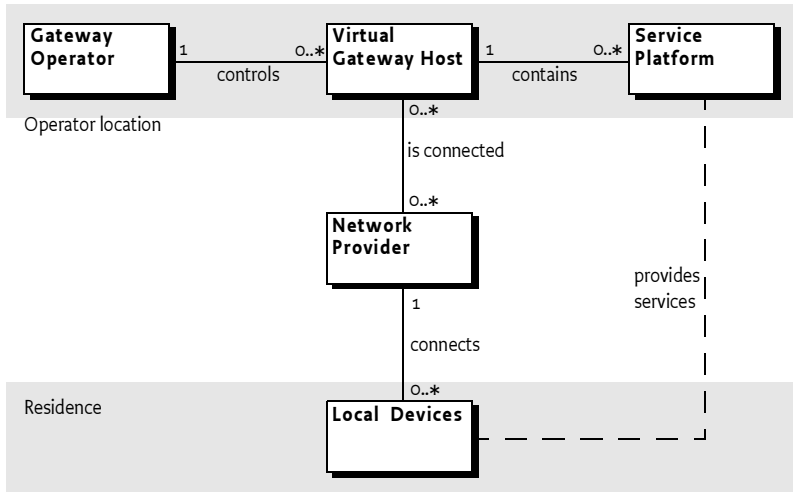 Gateway
Operator
1
controls
0..*
Virtual
Gateway Host
1
contains
0..*
Service
Platform
Operator location
0..*
is connected
0..*
Network
Provider
provides
services
1
connects
0..*
Residence
Local Devices